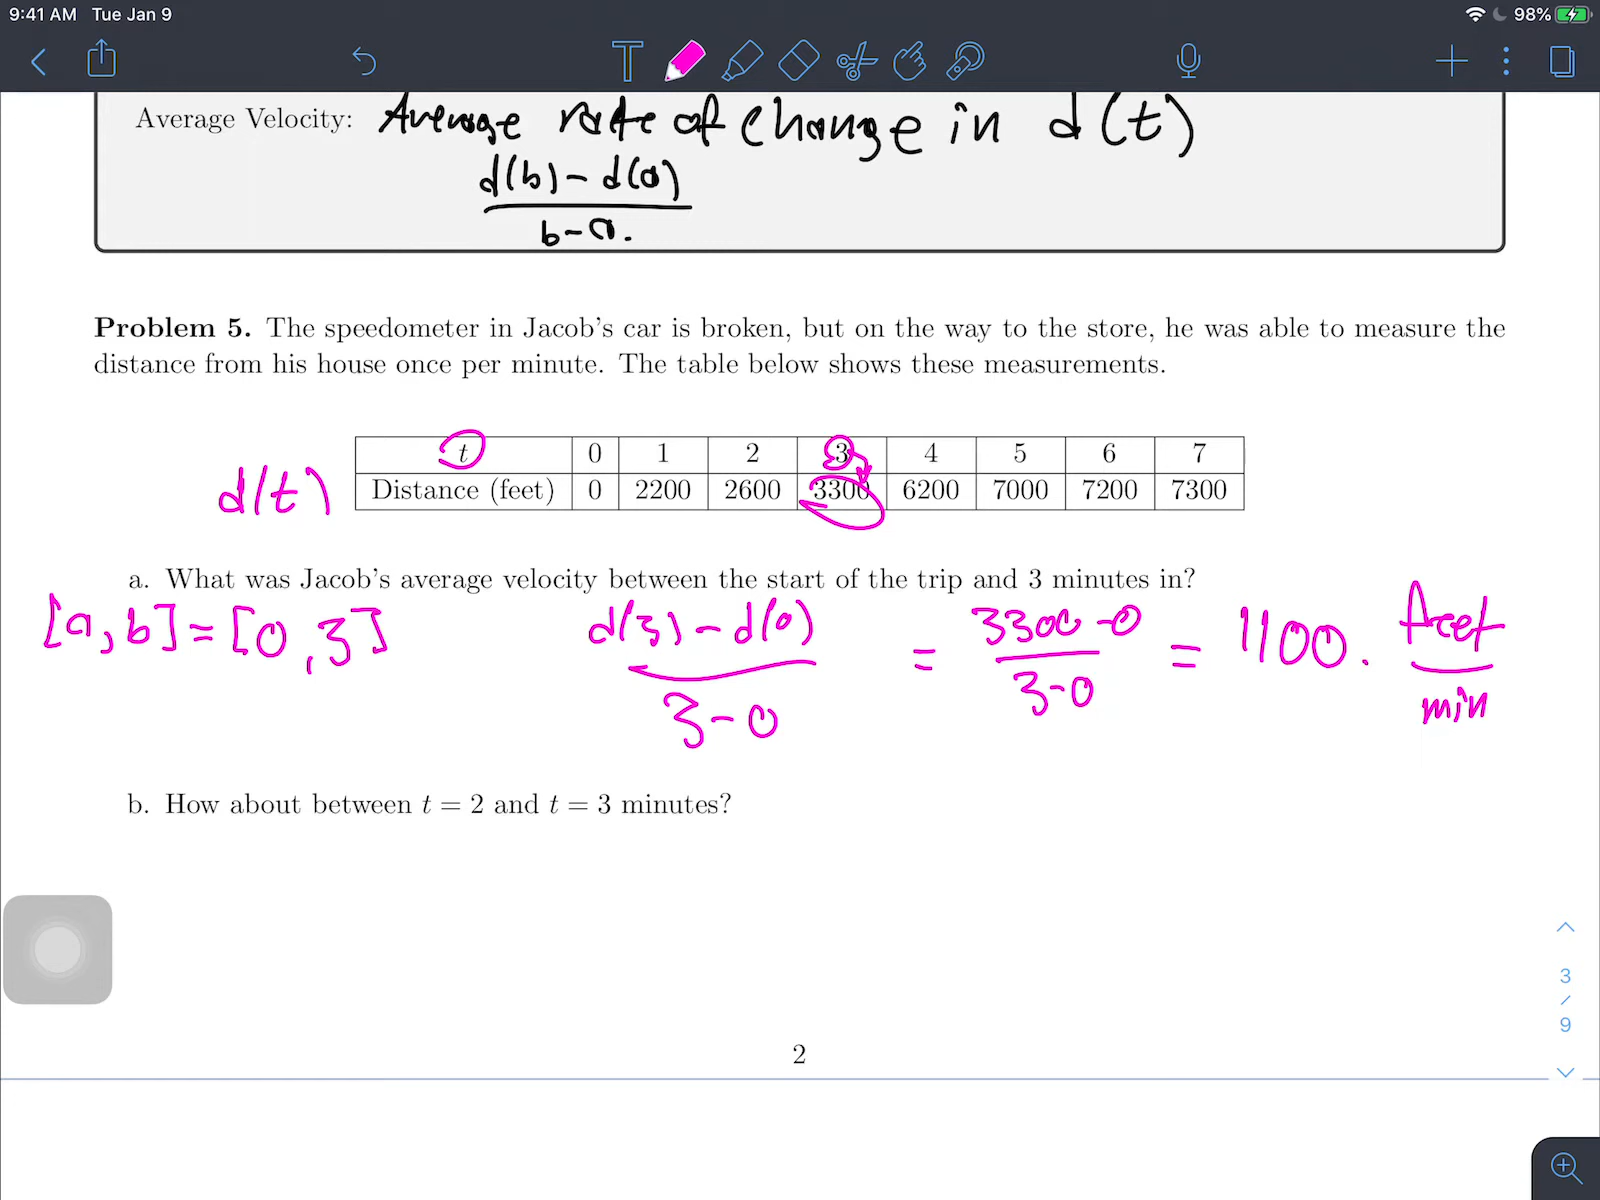 9:41 AM Tue Jan 9 98%
Average Velocity: Average rate of change in d(t)
d(b) - d(a)
b - a.
Problem 5. The speedometer in Jacob's car is broken, but on the way to the store, he was able to measure the
distance from his house once per minute. The table below shows these measurements.
t 0 1 2 3 4 5 6 7
d(t) Distance (feet) 0 2200 2600 3300 6200 7000 7200 7300
a. What was Jacob's average velocity between the start of the trip and 3 minutes in?
[a, b] = [0, 3] d(3) - d(0) = 3300 - 0 = 1100. feet
3 - 0 3 - 0 min
b. How about between t = 2 and t = 3 minutes?
3
/
9
2